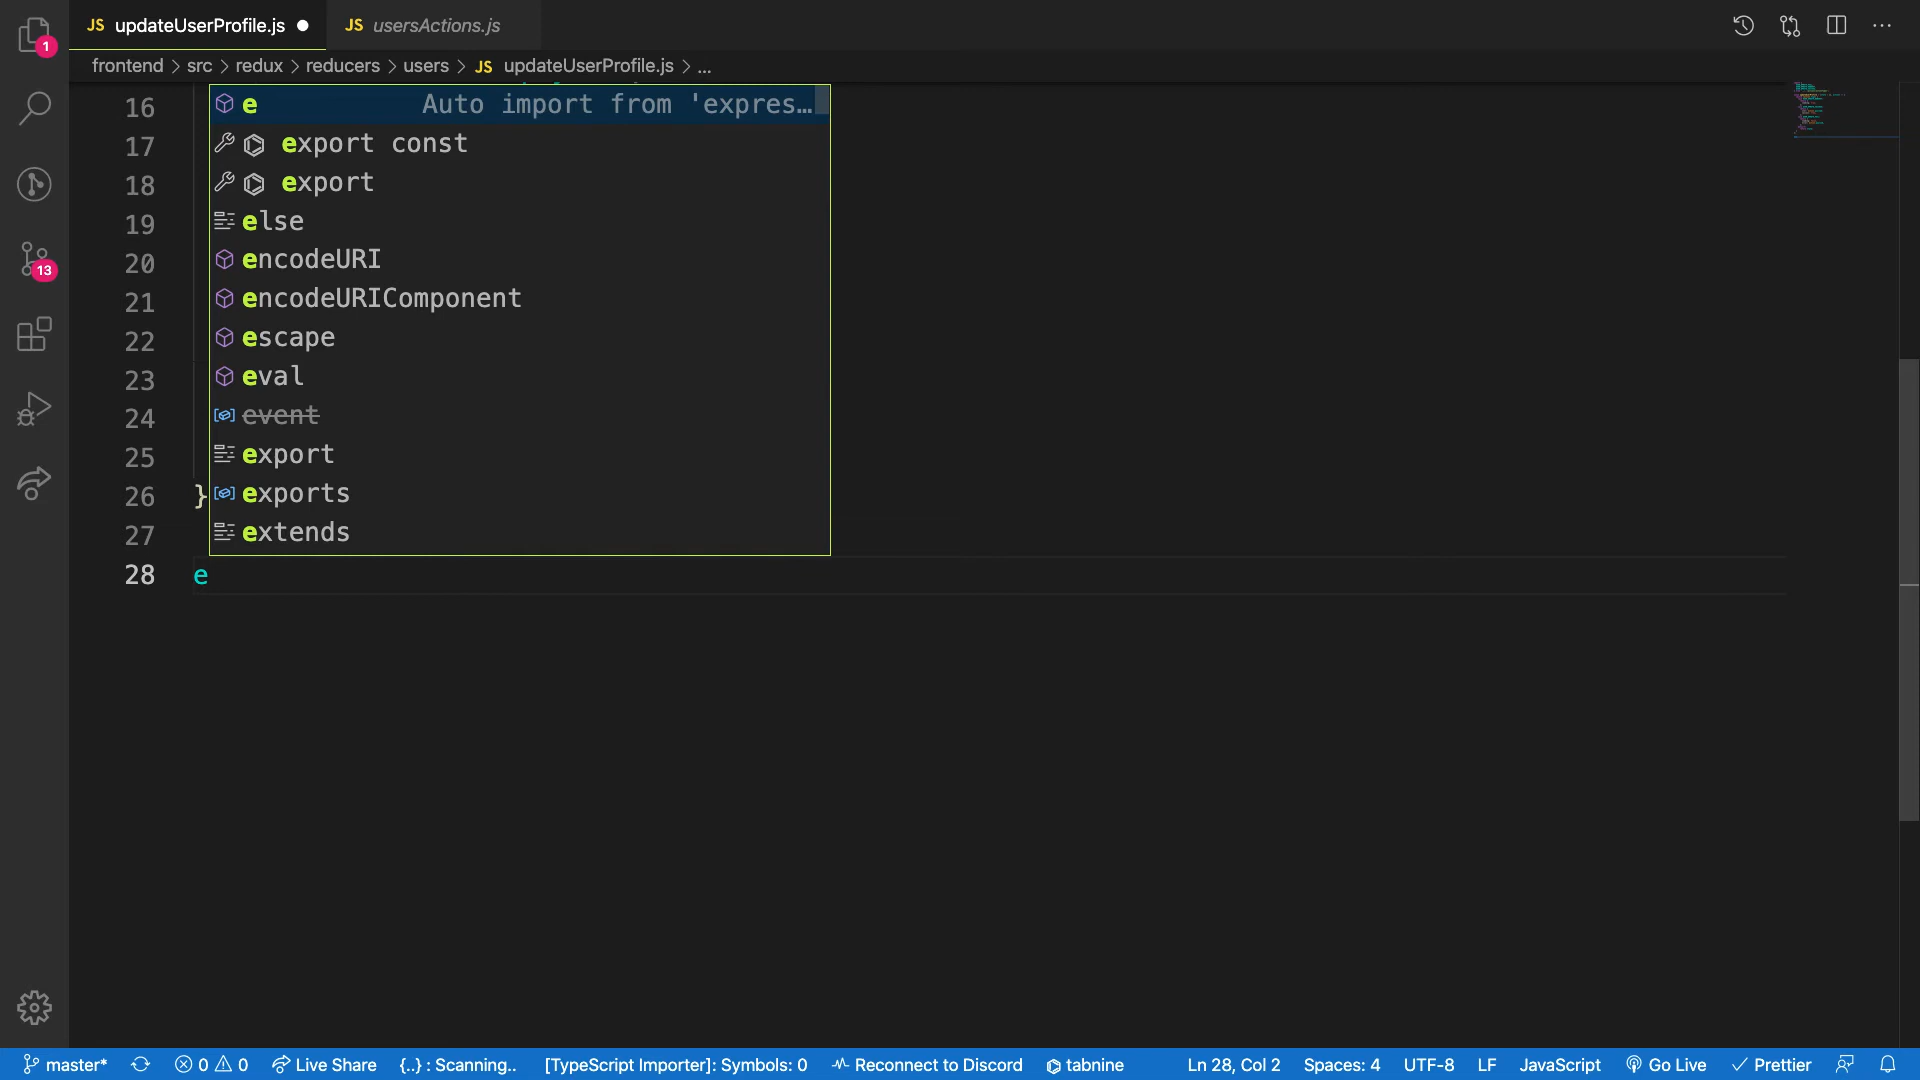 1
JS updateUserProfile.js
JS usersActions.js
frontend > src > redux > reducers > users > JS updateUserProfile.js > ...
16 e Auto import from 'expres…
17 export const
18 export
19 else
20 encodeURI
21 encodeURIComponent
22 escape
23 eval
24 event
25 export
26 } exports
27 extends
28 e
13
master* 0 0 Live Share {..} : Scanning.. [TypeScript Importer]: Symbols: 0 Reconnect to Discord tabnine Ln 28, Col 2 Spaces: 4 UTF-8 LF JavaScript Go Live Prettier